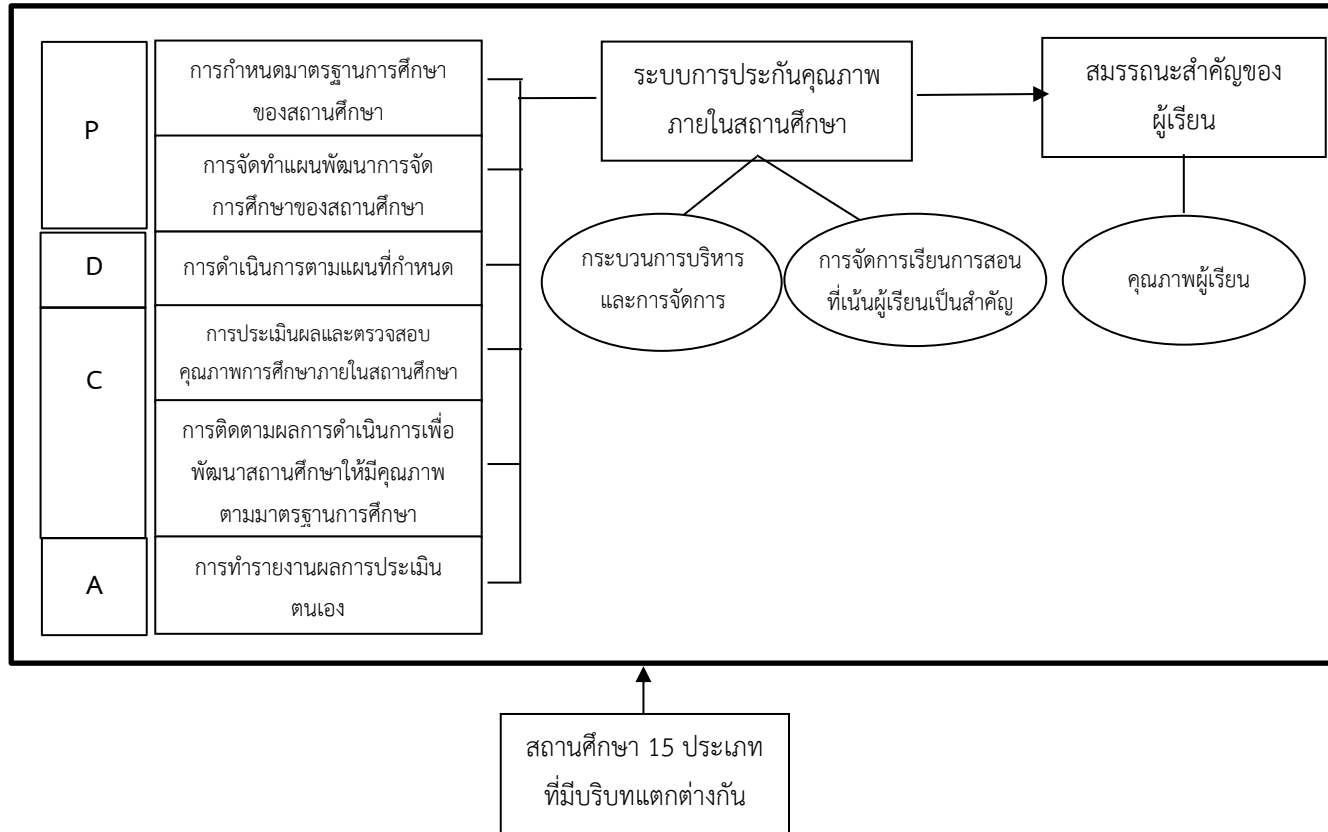 P
การกำหนดมาตรฐานการศึกษา
ของสถานศึกษา
การจัดทำแผนพัฒนาการจัด
การศึกษาของสถานศึกษา
D
การดำเนินการตามแผนที่กำหนด
C
การประเมินผลและตรวจสอบ
คุณภาพการศึกษาภายในสถานศึกษา
การติดตามผลการดำเนินการเพื่อ
พัฒนาสถานศึกษาให้มีคุณภาพ
ตามมาตรฐานการศึกษา
A
การทำรายงานผลการประเมิน
ตนเอง
ระบบการประกันคุณภาพ
ภายในสถานศึกษา
กระบวนการบริหาร
และการจัดการ
การจัดการเรียนการสอน
ที่เน้นผู้เรียนเป็นสำคัญ
สมรรถนะสำคัญของ
ผู้เรียน
คุณภาพผู้เรียน
สถานศึกษา 15 ประเภท
ที่มีบริบทแตกต่างกัน